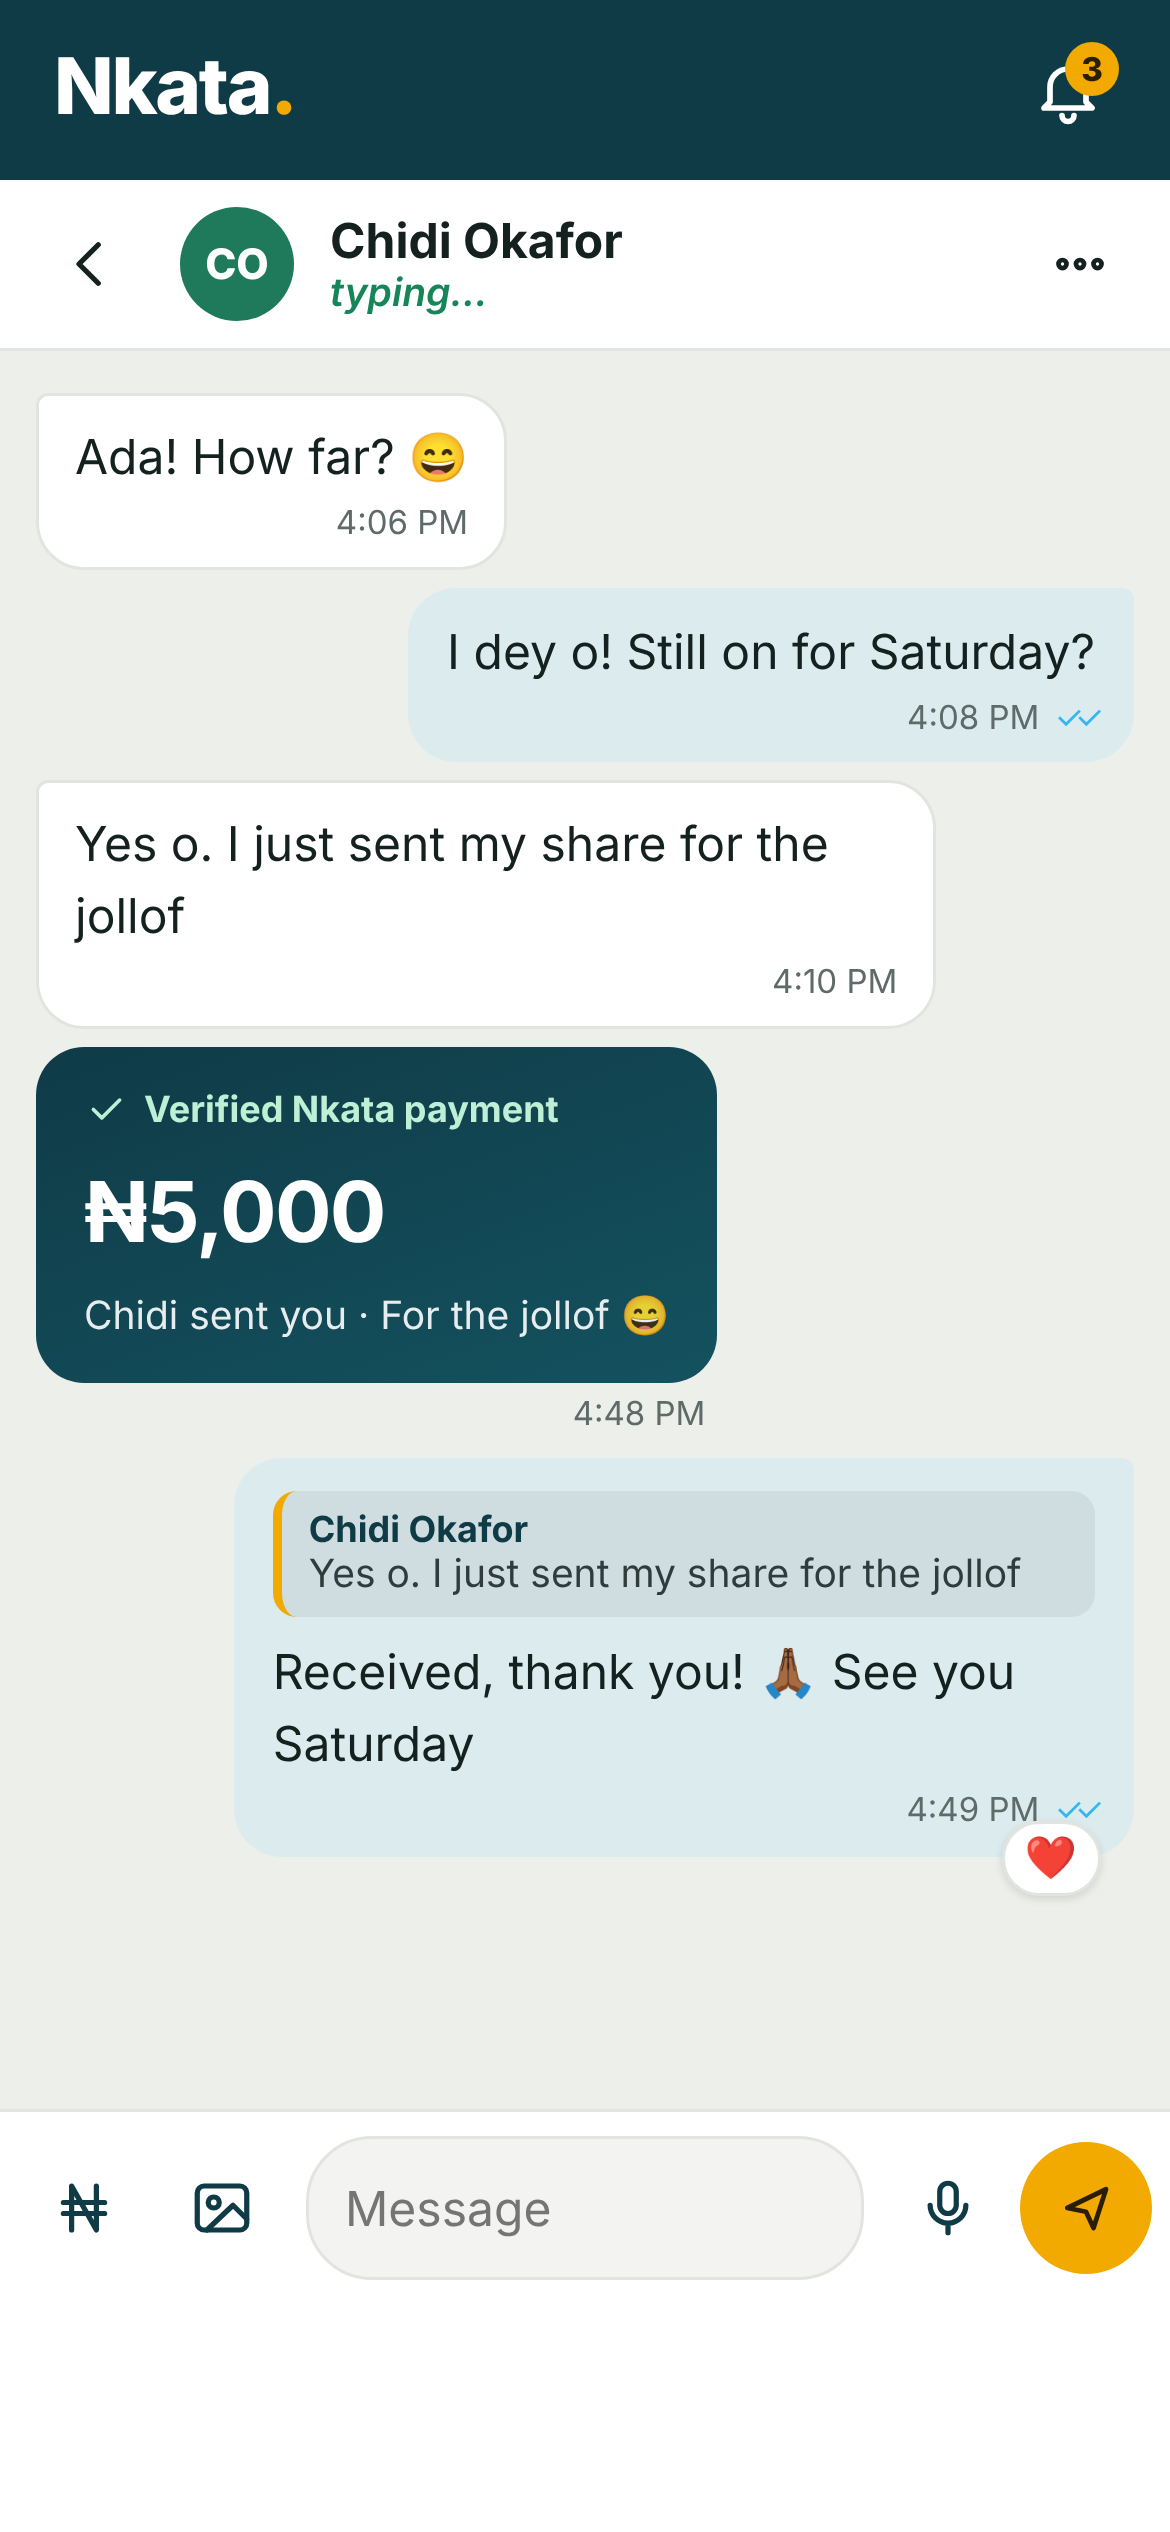 Nkata.
3
CO
Chidi Okafor
typing...
Ada! How far? 😄
4:06 PM
I dey o! Still on for Saturday?
4:08 PM
Yes o. I just sent my share for the
jollof
4:10 PM
Verified Nkata payment
₦5,000
Chidi sent you · For the jollof 😄
4:48 PM
Chidi Okafor
Yes o. I just sent my share for the jollof
Received, thank you! 🙏🏾 See you
Saturday
4:49 PM
❤️
₦
Message